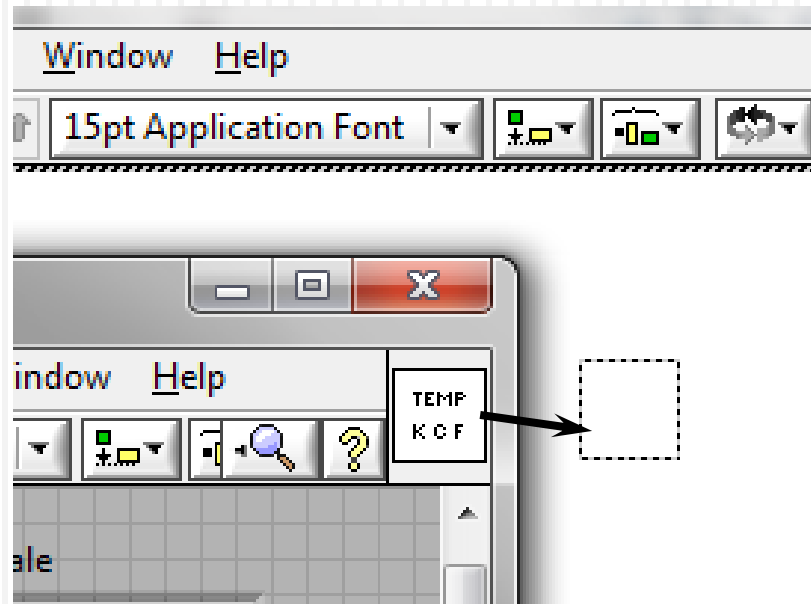 Window Help
15pt Application Font
indow Help
TEMP
K C F
ale